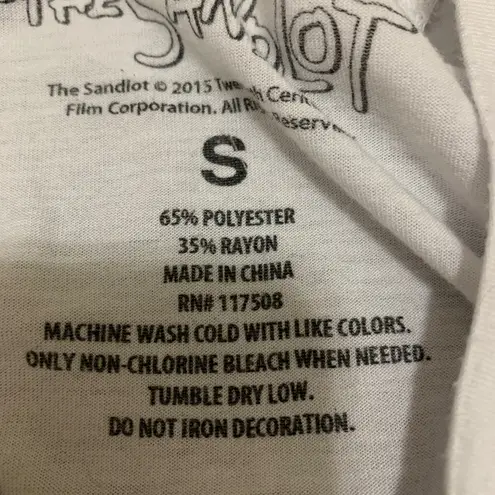 THE SANDLOT
The Sandlot © 2015
Film Corporation. All
S
65% POLYESTER
35% RAYON
MADE IN CHINA
RN# 117508
MACHINE WASH COLD WITH LIKE COLORS.
ONLY NON-CHLORINE BLEACH WHEN NEEDED.
TUMBLE DRY LOW.
DO NOT IRON DECORATION.